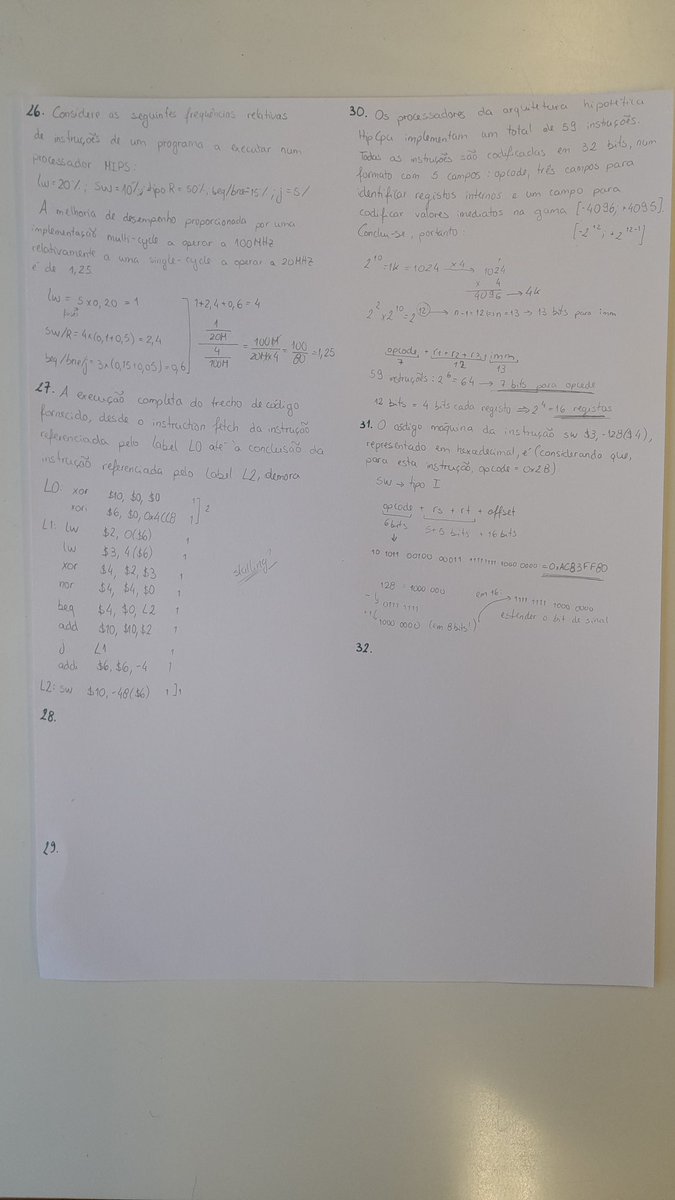 26. Considere as seguintes frequências relativas
de instruções de um programa a executar num
processador MIPS:
lw=20%; sw=10%; tipo R=50%; beq/bne=15%; j=5%
A melhoria de desempenho proporcionada por uma
implementação multi-cycle a operar a 100MHz
relativamente a uma single-cycle a operar a 20MHz
é de 1,25
lw = 5×0,20 = 1
sw/R = 4×(0,1+0,5) = 2,4
beq/bne/j = 3×(0,15+0,05) = 0,6
1+2,4+0,6 = 4
1/20M
4/100M
= 100M/20M×4 = 100/80 = 1,25
27. A execução completa do trecho de código
fornecido, desde o instruction fetch da instrução
referenciada pelo label L0 até à conclusão da
instrução referenciada pelo label L2, demora
L0: xor $10, $0, $0 1
xori $6, $0, 0x4CC8 1 ] 2
L1: lw $2, 0($6) 1
lw $3, 4($6) 1
xor $4, $2, $3 1
nor $4, $4, $0 1
beq $4, $0, L2 1
add $10, $10, $2 1
j L1 1
addi $6, $6, -4 1
L2: sw $10, -48($6) 1 ] 1
28.
29.
30. Os processadores da arquitetura hipotética
HipCpu implementam um total de 59 instruções.
Todas as instruções são codificadas em 32 bits, num
formato com 5 campos: opcode, três campos para
identificar registos internos e um campo para
codificar valores imediatos na gama [-4096; +4095].
Conclui-se, portanto: [-2^12; +2^12-1]
2^10 = 1k = 1024 ×4→ 1024
× 4
4096 → 4k
2^2 × 2^10 = 2^12 → n-1=12 (=) n=13 → 13 bits para imm
opcode + r1+r2+r3 + imm
7 12 13
59 instruções: 2^6 = 64 → 7 bits para opcode
12 bits = 4 bits cada registo ⇒ 2^4 = 16 registos
31. O código máquina da instrução sw $3, -128($4),
representado em hexadecimal, é (considerando que,
para esta instrução, opcode = 0x2B)
sw → tipo I
opcode + rs + rt + offset
6 bits 5+5 bits + 16 bits
↓
10 1011 00100 00011 1111 1111 1000 0000 = 0xAC83FF80
128 = 1000 000
0111 1111
+1
1000 0000 (em 8 bits!)
em 16: → 1111 1111 1000 0000
estender o bit de sinal
32.